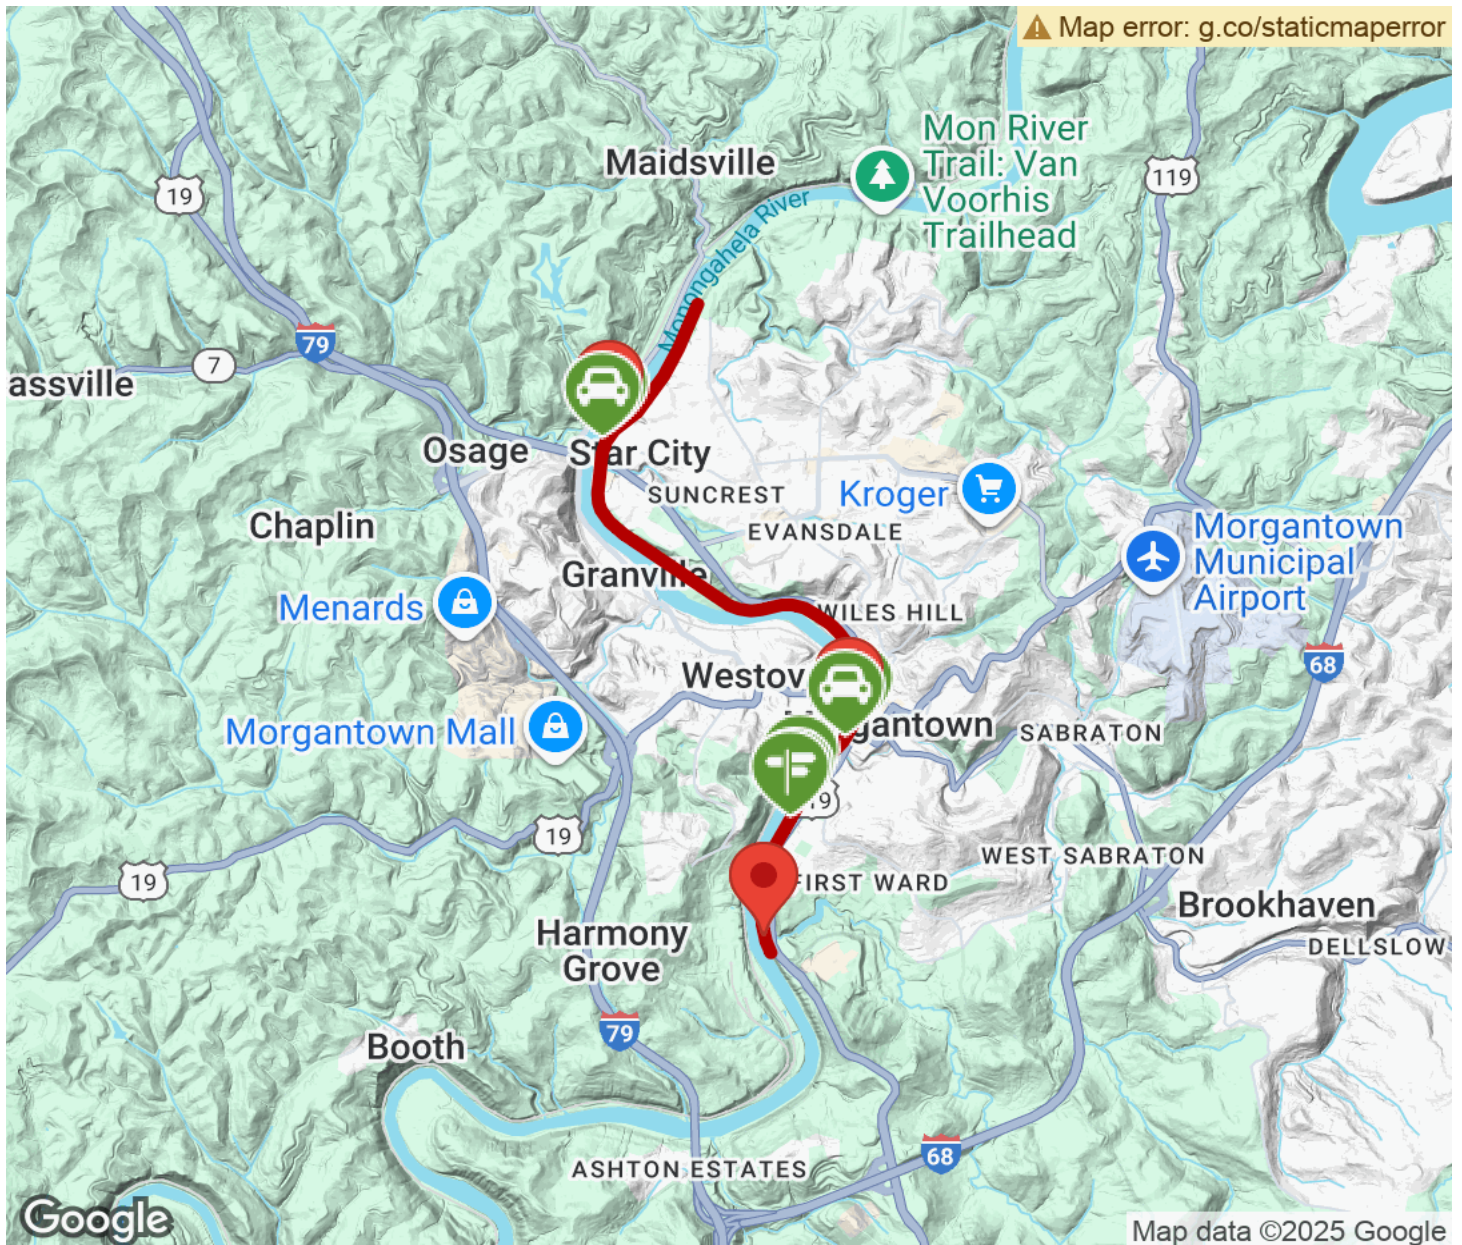 Map error: g.co/staticmaperror
Mon River
Trail: Van
Voorhis
Trailhead
Maidsville
119
19
Monongahela River
79
7
assville
Osage
Star City
SUNCREST
Kroger
EVANSDALE
Chaplin
Morgantown
Municipal
Airport
Granville
Menards
WILES HILL
68
Westov
Morgantown Mall
gantown
SABRATON
19
19
19
WEST SABRATON
FIRST WARD
Brookhaven
Harmony
Grove
DELLSLOW
79
Booth
68
ASHTON ESTATES
Google
Map data ©2025 Google